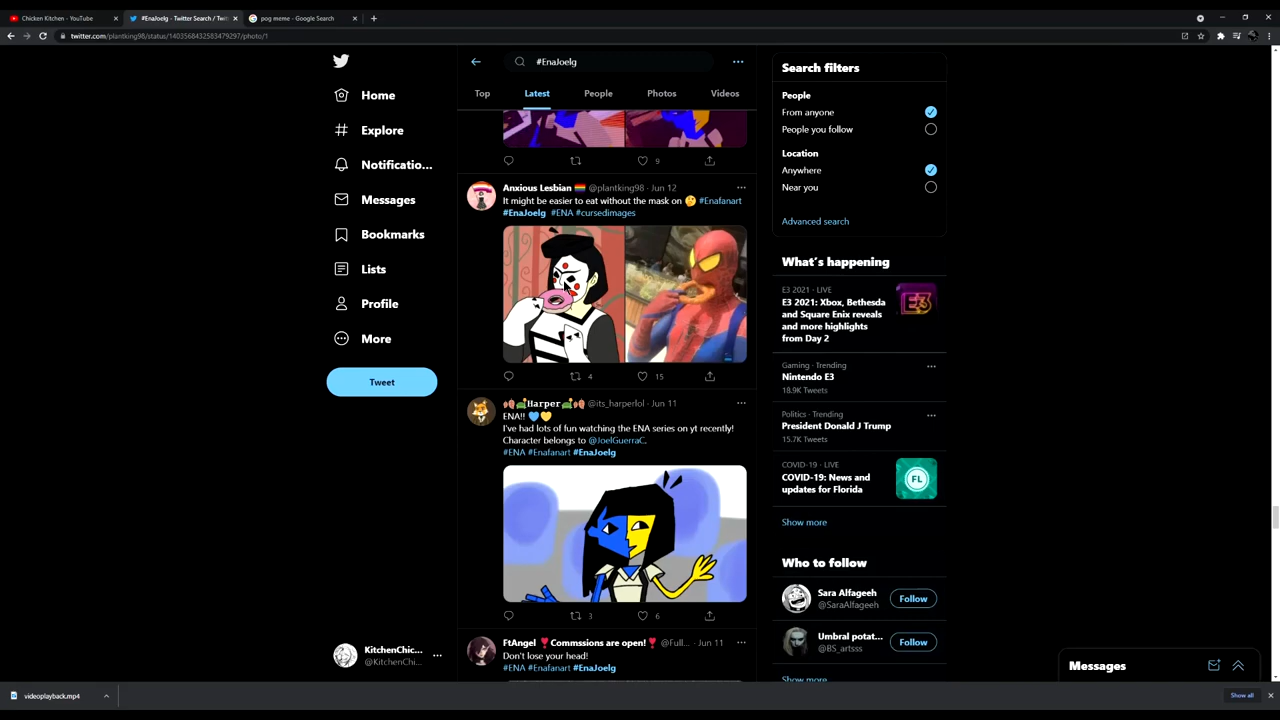 Chicken Kitchen - YouTube
#EnaJoelg - Twitter Search / Twi
pog meme - Google Search
twitter.com/plantking98/status/1403568432583479297/photo/1
Home
Explore
Notificatio...
Messages
Bookmarks
Lists
Profile
More
Tweet
KitchenChic...
@KitchenChi...
#EnaJoelg
Top
Latest
People
Photos
Videos
9
Anxious Lesbian 🏳️‍🌈 @plantking98 · Jun 12
It might be easier to eat without the mask on 🤔 #Enafanart
#EnaJoelg #ENA #cursedimages
4
15
Harper @its_harperlol · Jun 11
ENA!! 💙💛
I've had lots of fun watching the ENA series on yt recently!
Character belongs to @JoelGuerraC.
#ENA #Enafanart #EnaJoelg
3
6
FtAngel ❣️Commssions are open!❣️ @Full... · Jun 11
Don't lose your head!
#ENA #Enafanart #EnaJoelg
Search filters
People
From anyone
People you follow
Location
Anywhere
Near you
Advanced search
What's happening
E3 2021 · LIVE
E3 2021: Xbox, Bethesda
and Square Enix reveals
and more highlights
from Day 2
E3
Gaming · Trending
Nintendo E3
18.9K Tweets
Politics · Trending
President Donald J Trump
15.7K Tweets
COVID-19 · LIVE
COVID-19: News and
updates for Florida
FL
Show more
Who to follow
Sara Alfageeh
@SaraAlfageeh
Follow
Umbral potat...
@BS_artsss
Follow
Show more
Messages
videoplayback.mp4
Show all